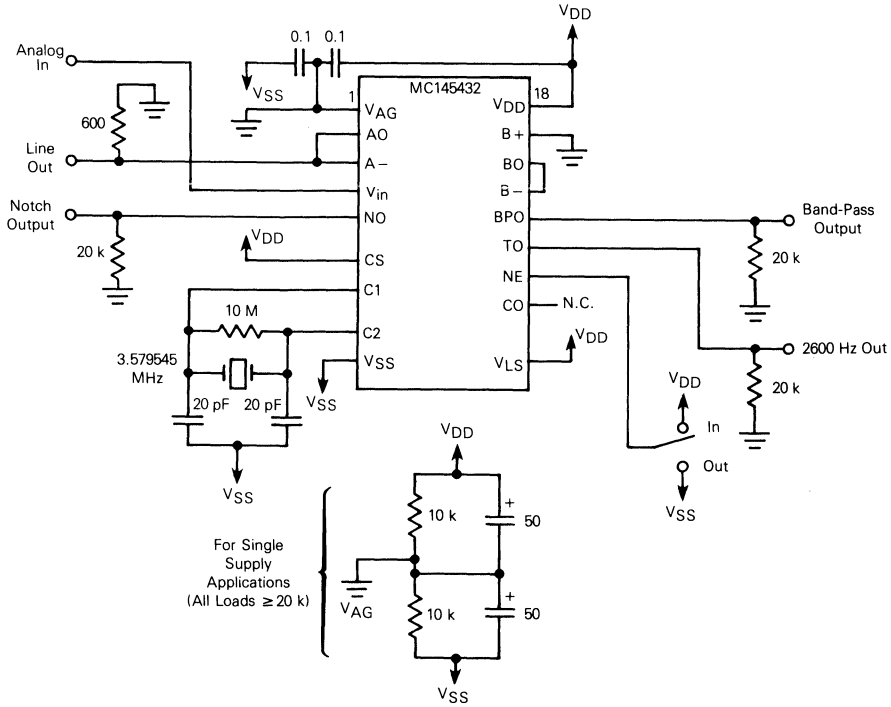 VDD
0.1 0.1
Analog
In
VSS
1
MC145432
18
VAG
VDD
600
AO
B+
Line
Out
A−
BO
Vin
B−
Notch
Output
NO
BPO
Band-Pass
Output
20 k
VDD
TO
20 k
CS
NE
C1
CO
N.C.
10 M
VDD
C2
3.579545
MHz
VSS
VLS
2600 Hz Out
20 pF 20 pF
VSS
VDD
20 k
In
VSS
VDD
Out
VSS
10 k
+
50
For Single
Supply
Applications
(All Loads ≥ 20 k)
VAG
10 k
+
50
VSS